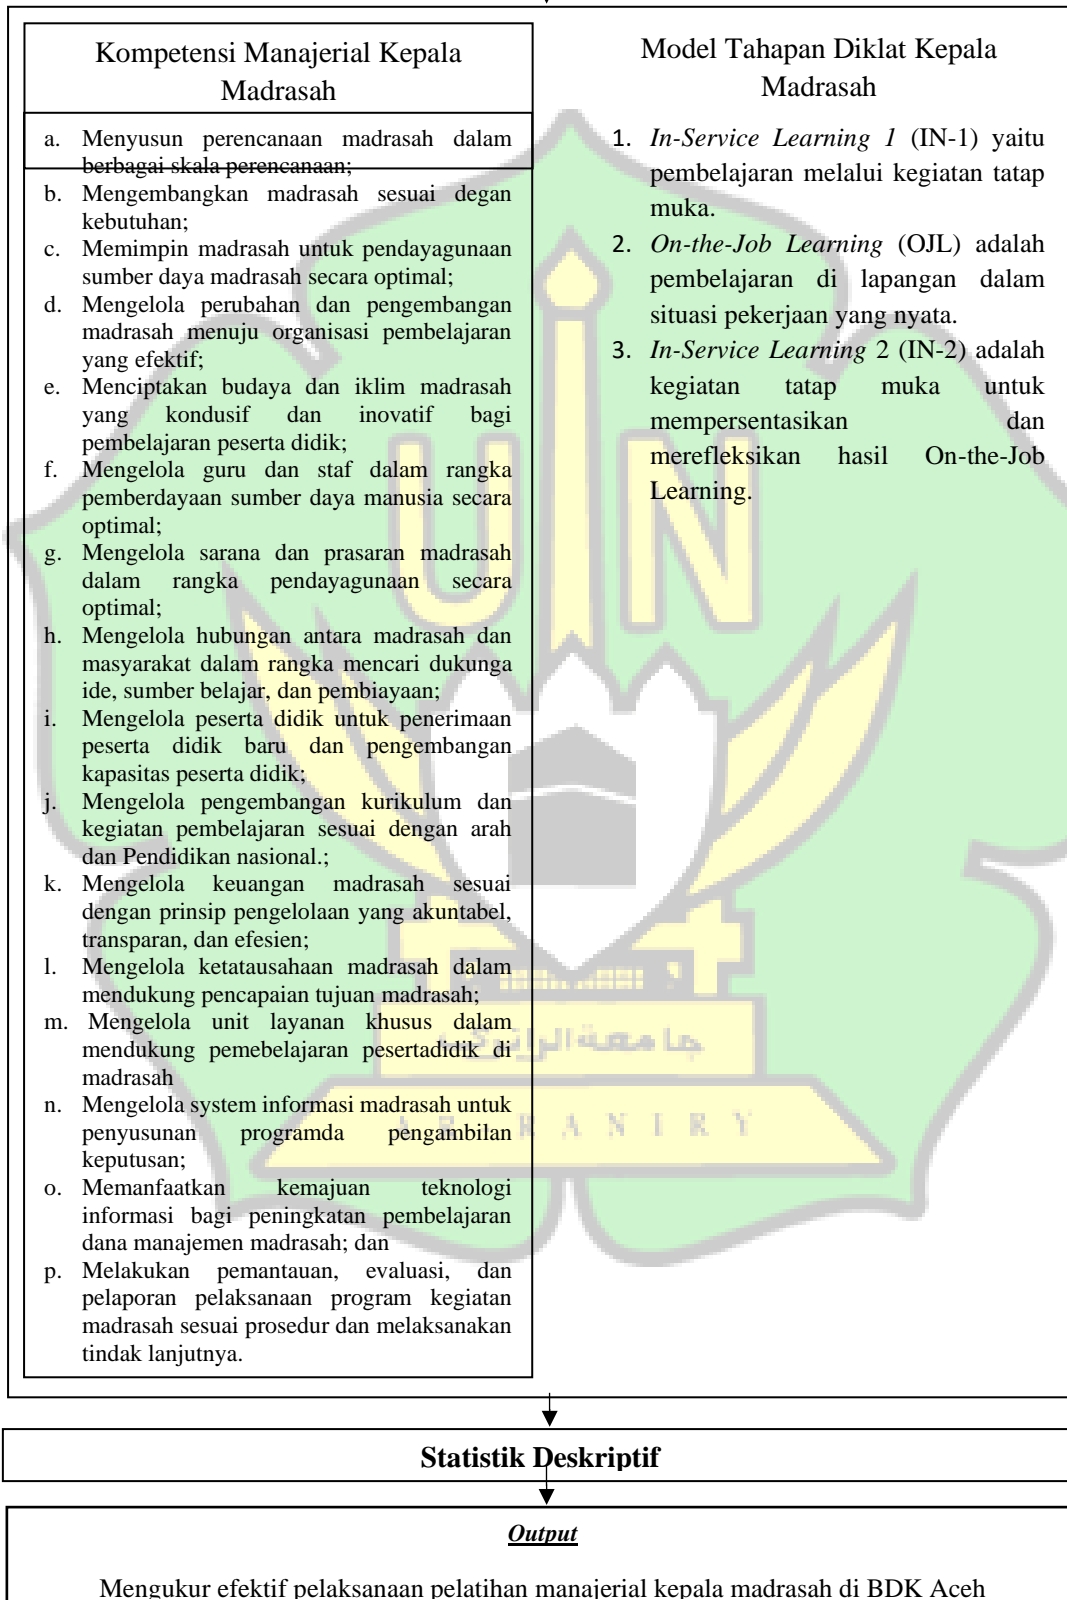 Kompetensi Manajerial Kepala
Madrasah
a. Menyusun perencanaan madrasah dalam
berbagai skala perencanaan;
b. Mengembangkan madrasah sesuai degan
kebutuhan;
c. Memimpin madrasah untuk pendayagunaan
sumber daya madrasah secara optimal;
d. Mengelola perubahan dan pengembangan
madrasah menuju organisasi pembelajaran
yang efektif;
e. Menciptakan budaya dan iklim madrasah
yang kondusif dan inovatif bagi
pembelajaran peserta didik;
f. Mengelola guru dan staf dalam rangka
pemberdayaan sumber daya manusia secara
optimal;
g. Mengelola sarana dan prasaran madrasah
dalam rangka pendayagunaan secara
optimal;
h. Mengelola hubungan antara madrasah dan
masyarakat dalam rangka mencari dukunga
ide, sumber belajar, dan pembiayaan;
i. Mengelola peserta didik untuk penerimaan
peserta didik baru dan pengembangan
kapasitas peserta didik;
j. Mengelola pengembangan kurikulum dan
kegiatan pembelajaran sesuai dengan arah
dan Pendidikan nasional.;
k. Mengelola keuangan madrasah sesuai
dengan prinsip pengelolaan yang akuntabel,
transparan, dan efesien;
l. Mengelola ketatausahaan madrasah dalam
mendukung pencapaian tujuan madrasah;
m. Mengelola unit layanan khusus dalam
mendukung pemebelajaran pesertadidik di
madrasah
n. Mengelola system informasi madrasah untuk
penyusunan programda pengambilan
keputusan;
o. Memanfaatkan kemajuan teknologi
informasi bagi peningkatan pembelajaran
dana manajemen madrasah; dan
p. Melakukan pemantauan, evaluasi, dan
pelaporan pelaksanaan program kegiatan
madrasah sesuai prosedur dan melaksanakan
tindak lanjutnya.
Model Tahapan Diklat Kepala
Madrasah
1. In-Service Learning 1 (IN-1) yaitu
pembelajaran melalui kegiatan tatap
muka.
2. On-the-Job Learning (OJL) adalah
pembelajaran di lapangan dalam
situasi pekerjaan yang nyata.
3. In-Service Learning 2 (IN-2) adalah
kegiatan tatap muka untuk
mempersentasikan dan
merefleksikan hasil On-the-Job
Learning.
UIN
جامعة الرانيري
AR-RANIRY
Statistik Deskriptif
Output
Mengukur efektif pelaksanaan pelatihan manajerial kepala madrasah di BDK Aceh